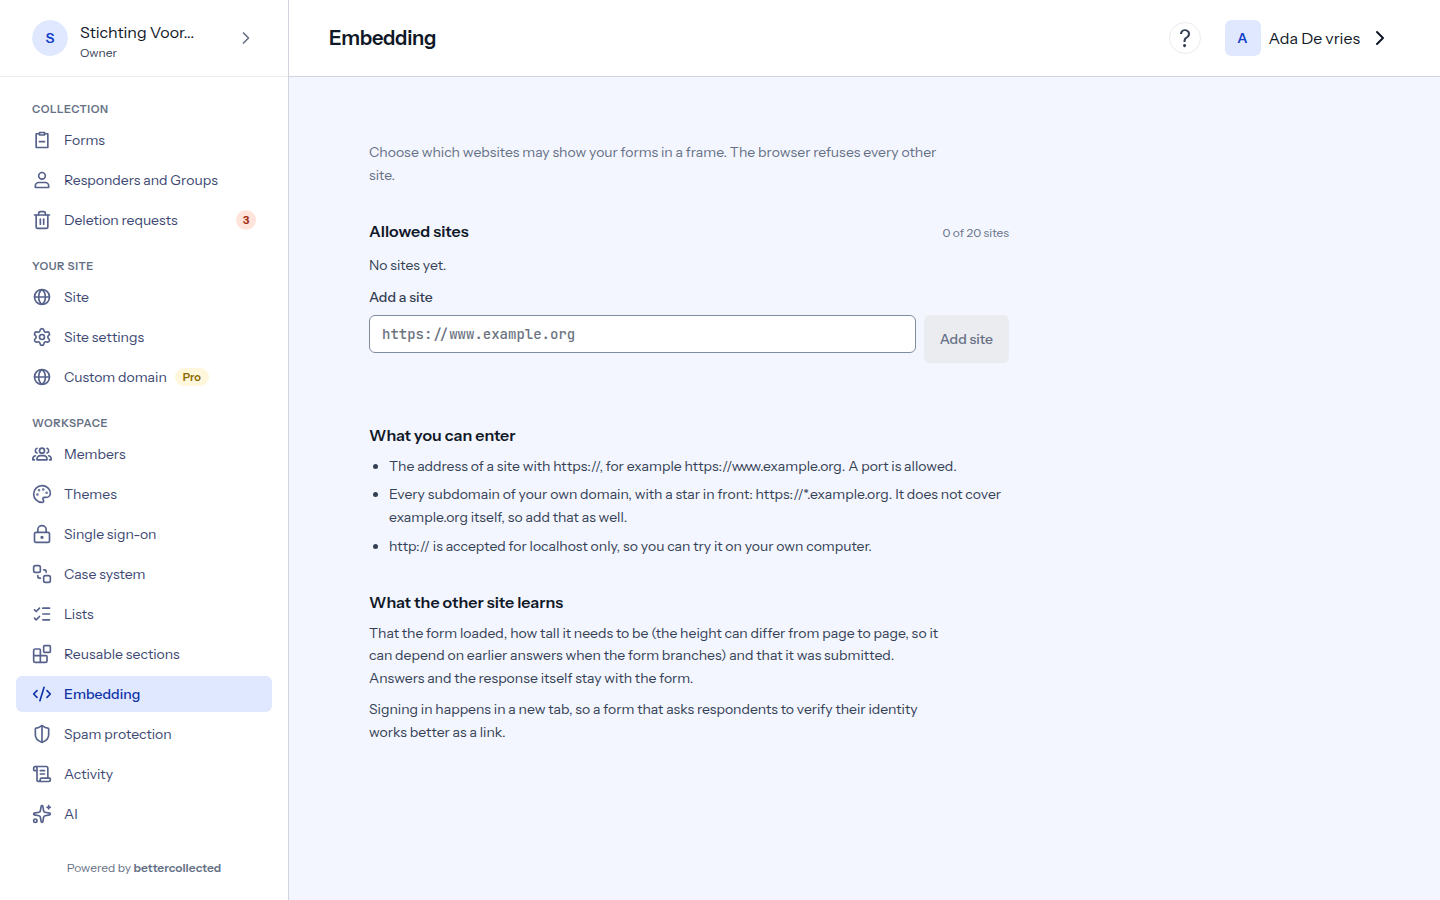 S
Stichting Voor...
Owner
COLLECTION
Forms
Responders and Groups
Deletion requests
3
YOUR SITE
Site
Site settings
Custom domain
Pro
WORKSPACE
Members
Themes
Single sign-on
Case system
Lists
Reusable sections
Embedding
Spam protection
Activity
AI
Powered by bettercollected
Embedding
?
A
Ada De vries
Choose which websites may show your forms in a frame. The browser refuses every other
site.
Allowed sites
0 of 20 sites
No sites yet.
Add a site
https://www.example.org
Add site
What you can enter
The address of a site with https://, for example https://www.example.org. A port is allowed.
Every subdomain of your own domain, with a star in front: https://*.example.org. It does not cover
example.org itself, so add that as well.
http:// is accepted for localhost only, so you can try it on your own computer.
What the other site learns
That the form loaded, how tall it needs to be (the height can differ from page to page, so it
can depend on earlier answers when the form branches) and that it was submitted.
Answers and the response itself stay with the form.
Signing in happens in a new tab, so a form that asks respondents to verify their identity
works better as a link.